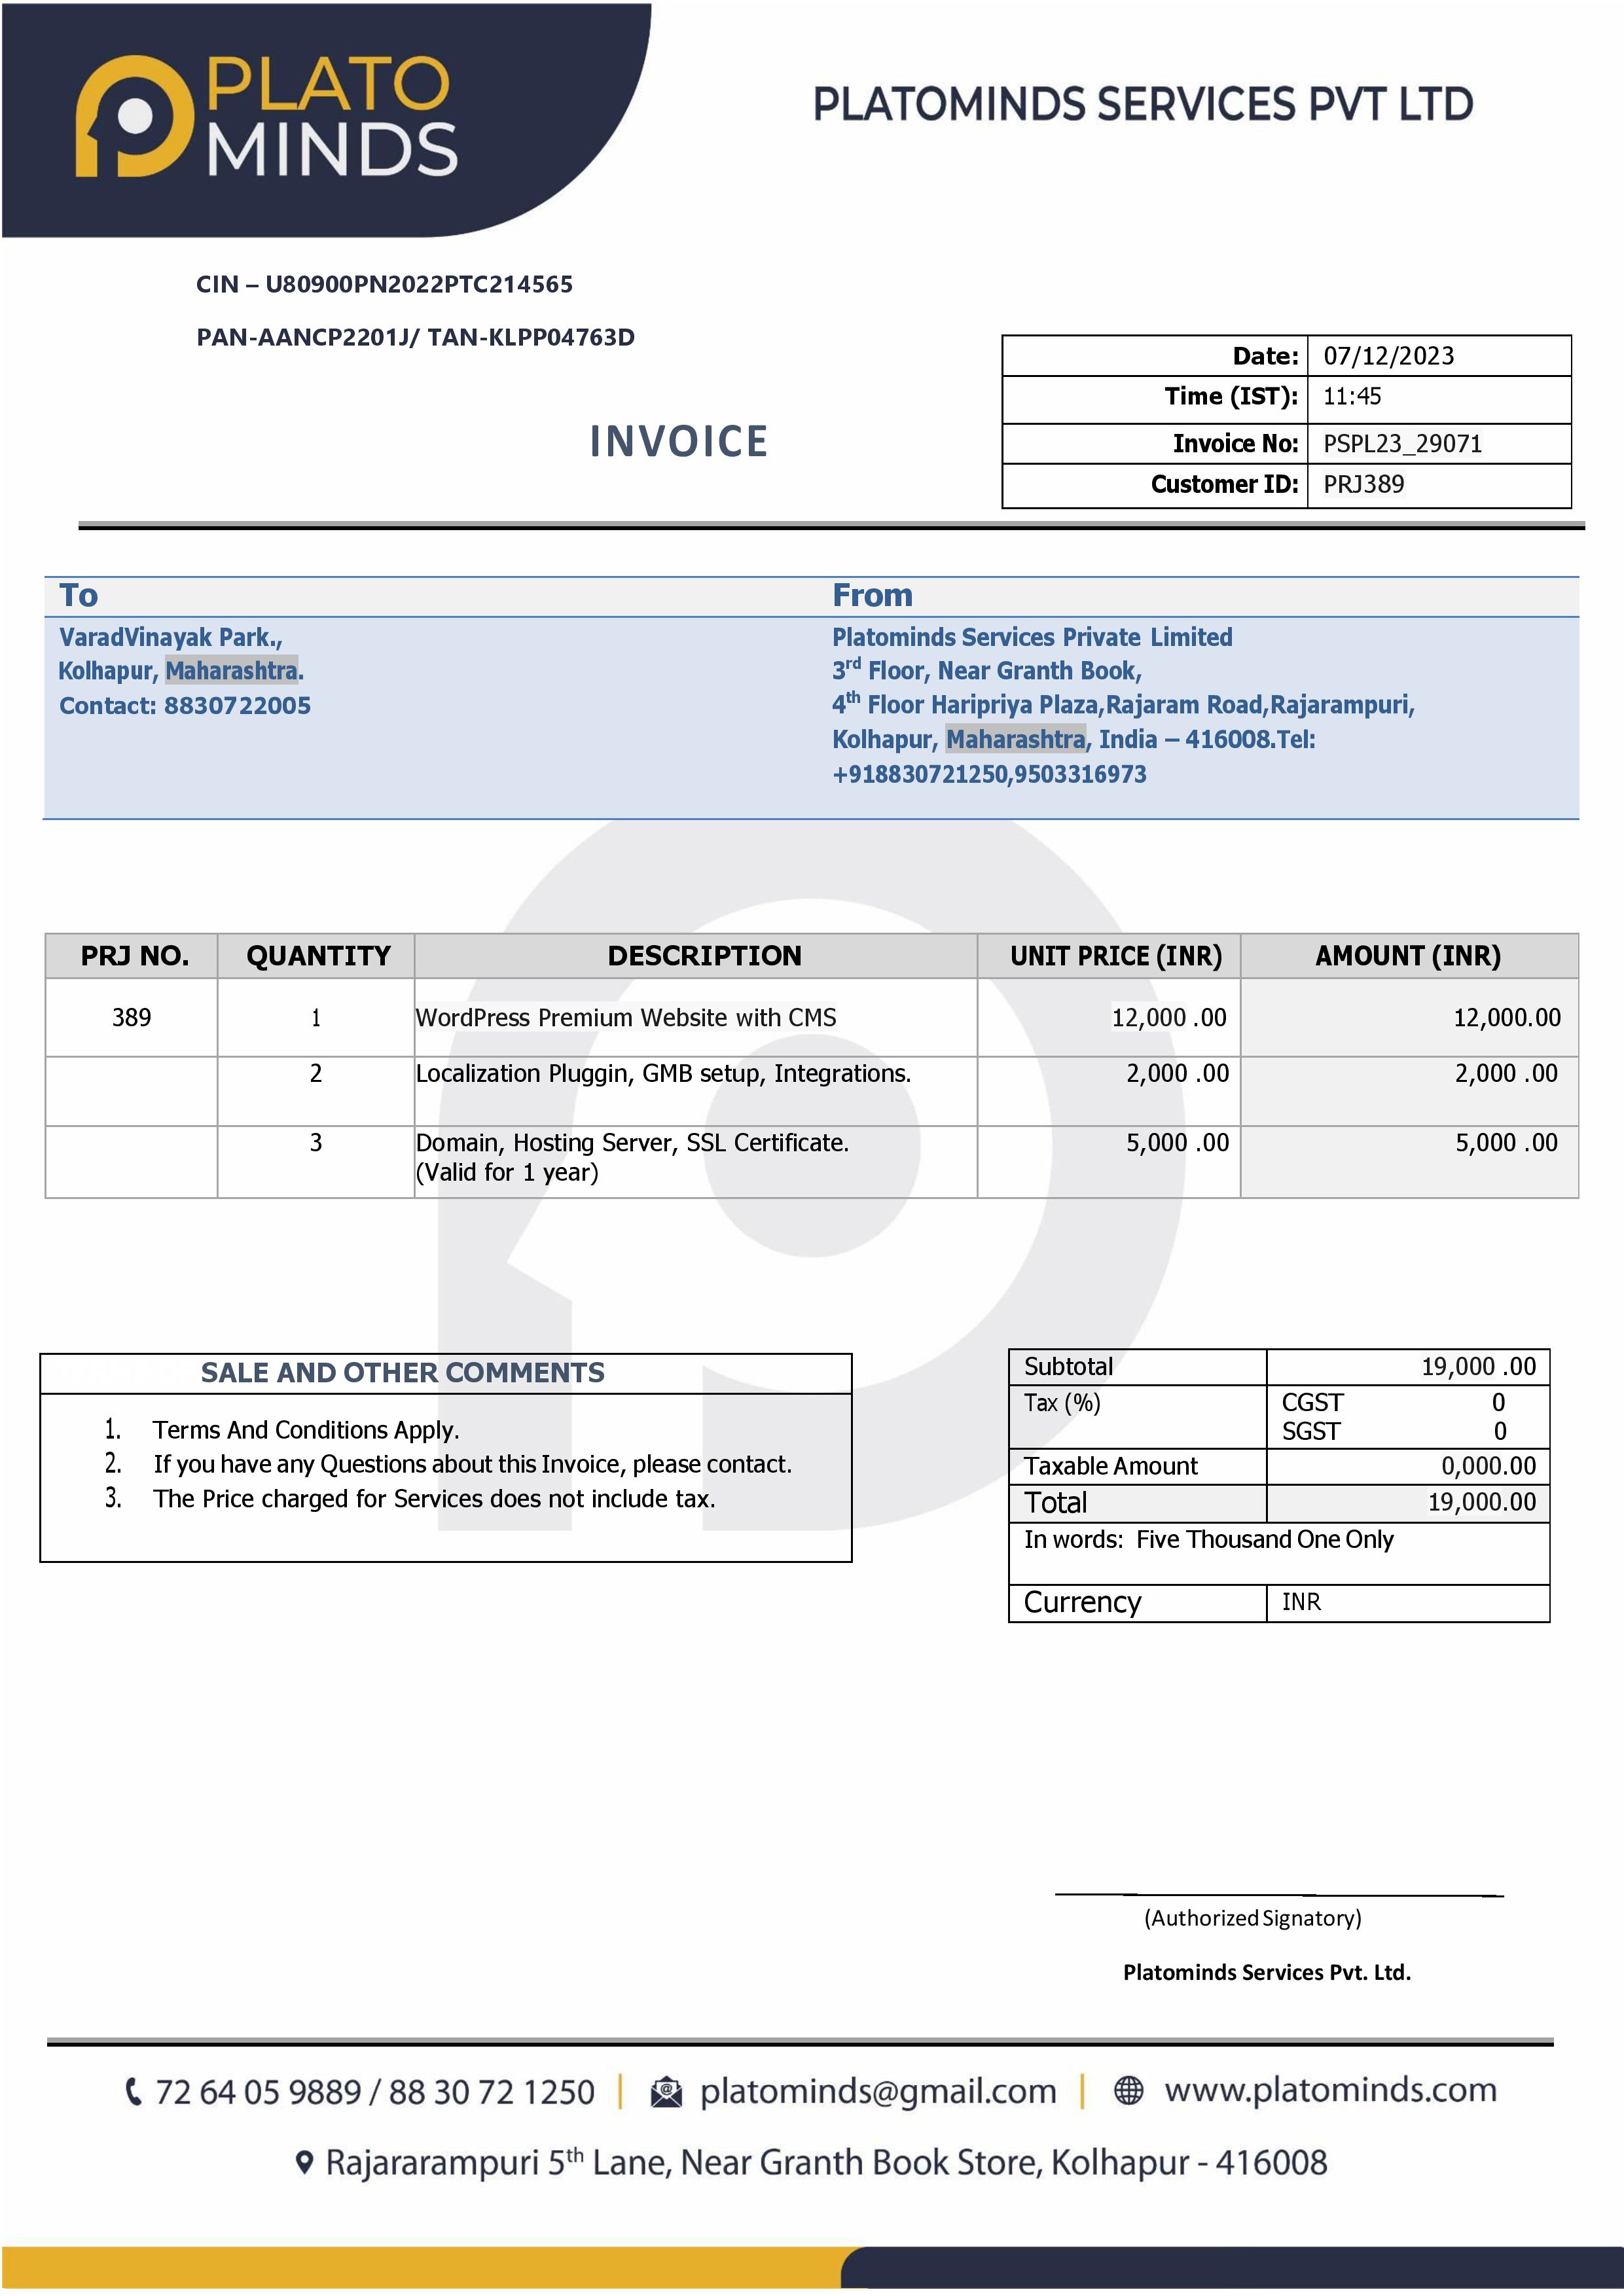 PLATO
MINDS
PLATOMINDS SERVICES PVT LTD
CIN – U80900PN2022PTC214565
PAN-AANCP2201J/ TAN-KLPP04763D
Date: 07/12/2023
Time (IST): 11:45
Invoice No: PSPL23_29071
Customer ID: PRJ389
INVOICE
To
VaradVinayak Park.,
Kolhapur, Maharashtra.
Contact: 8830722005
From
Platominds Services Private Limited
3rd Floor, Near Granth Book,
4th Floor Haripriya Plaza,Rajaram Road,Rajarampuri,
Kolhapur, Maharashtra, India – 416008.Tel:
+918830721250,9503316973
PRJ NO. QUANTITY DESCRIPTION UNIT PRICE (INR) AMOUNT (INR)
389 1 WordPress Premium Website with CMS 12,000 .00 12,000.00
2 Localization Pluggin, GMB setup, Integrations. 2,000 .00 2,000 .00
3 Domain, Hosting Server, SSL Certificate. 5,000 .00 5,000 .00
(Valid for 1 year)
SALE AND OTHER COMMENTS
1. Terms And Conditions Apply.
2. If you have any Questions about this Invoice, please contact.
3. The Price charged for Services does not include tax.
Subtotal 19,000 .00
Tax (%) CGST 0
SGST 0
Taxable Amount 0,000.00
Total 19,000.00
In words: Five Thousand One Only
Currency INR
(Authorized Signatory)
Platominds Services Pvt. Ltd.
72 64 05 9889 / 88 30 72 1250 | platominds@gmail.com | www.platominds.com
Rajararampuri 5th Lane, Near Granth Book Store, Kolhapur - 416008